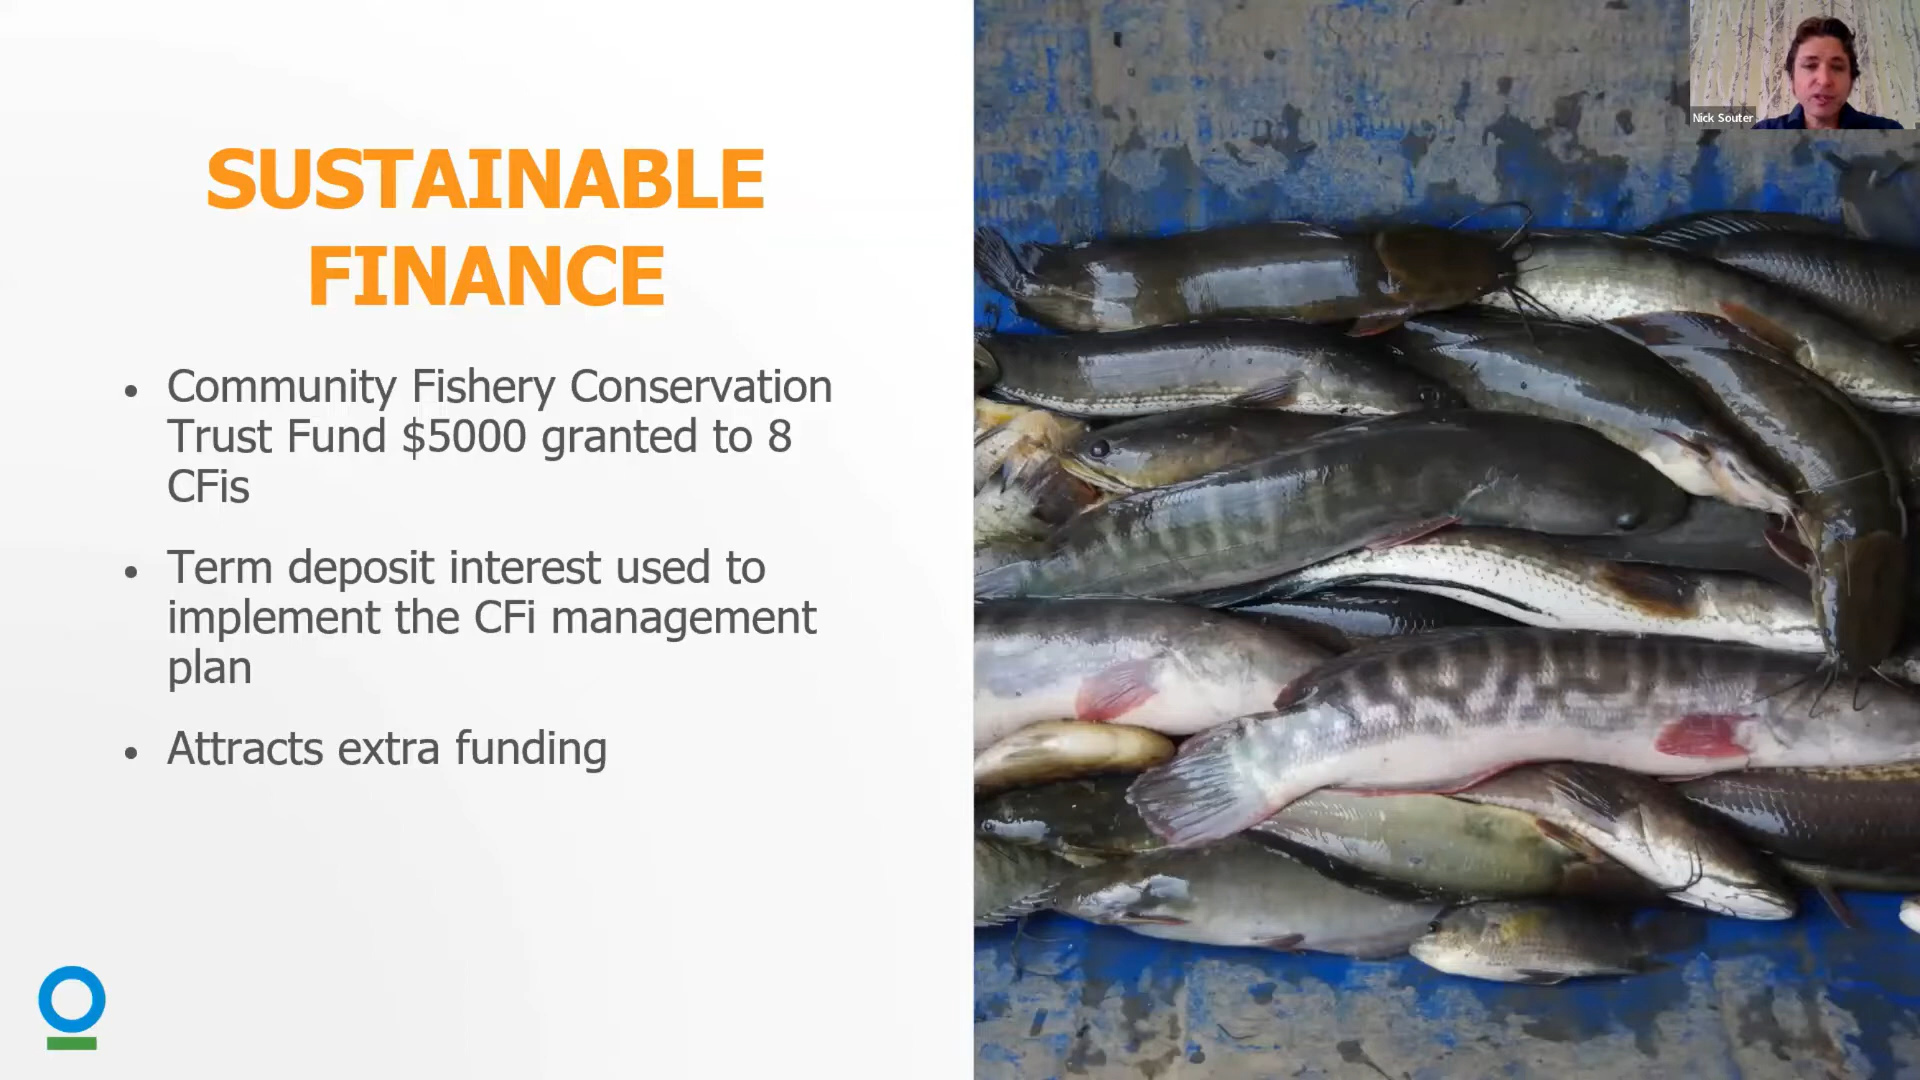 SUSTAINABLE
FINANCE
• Community Fishery Conservation
Trust Fund $5000 granted to 8
CFis
• Term deposit interest used to
implement the CFi management
plan
• Attracts extra funding
Nick Souter